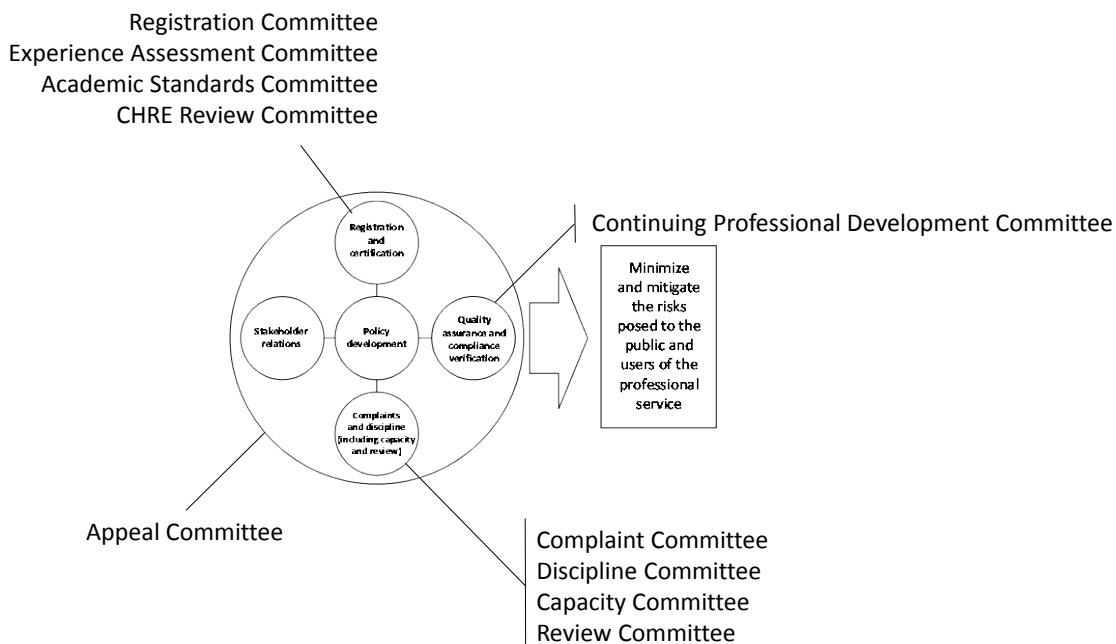 Registration Committee
Experience Assessment Committee
Academic Standards Committee
CHRE Review Committee
Registration
and
certification
Continuing Professional Development Committee
Stakeholder
relations
Policy
development
Quality
assurance and
compliance
verification
Minimize
and mitigate
the risks
posed to the
public and
users of the
professional
service
Complaints
and discipline
(including capacity
and review)
Appeal Committee
Complaint Committee
Discipline Committee
Capacity Committee
Review Committee